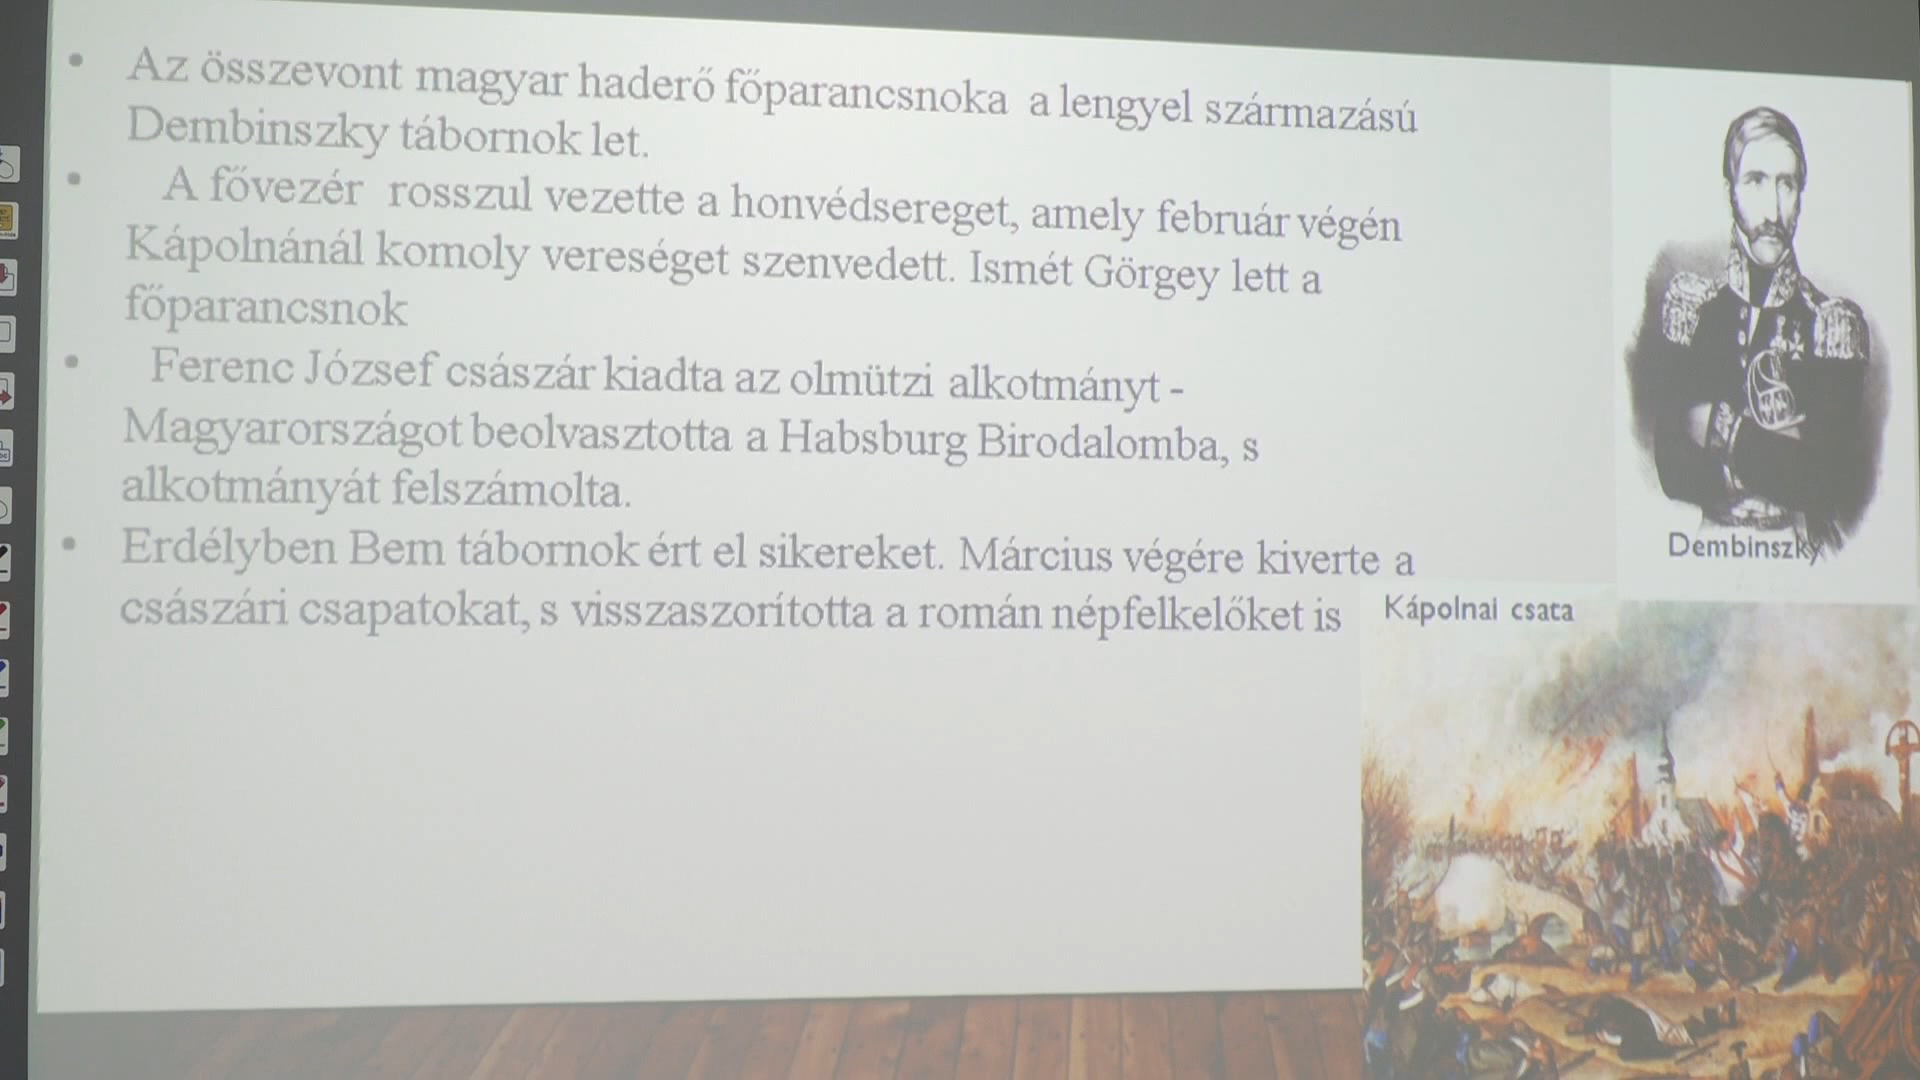 • Az összevont magyar haderő főparancsnoka a lengyel származású
Dembinszky tábornok let.
• A fővezér rosszul vezette a honvédsereget, amely február végén
Kápolnánál komoly vereséget szenvedett. Ismét Görgey lett a
főparancsnok
• Ferenc József császár kiadta az olmützi alkotmányt -
Magyarországot beolvasztotta a Habsburg Birodalomba, s
alkotmányát felszámolta.
• Erdélyben Bem tábornok ért el sikereket. Március végére kiverte a
császári csapatokat, s visszaszorította a román népfelkelőket is
Dembinszky
Kápolnai csata